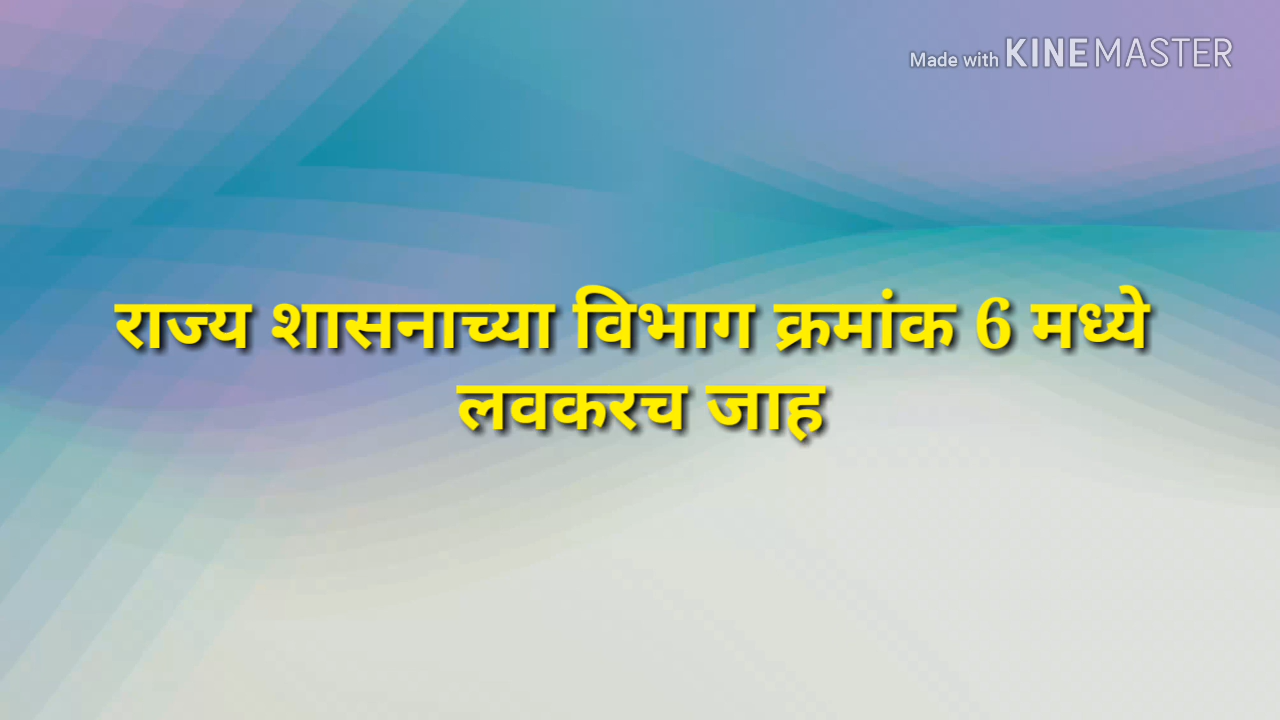 Made with KINEMASTER
राज्य शासनाच्या विभाग क्रमांक 6 मध्ये
लवकरच जाह